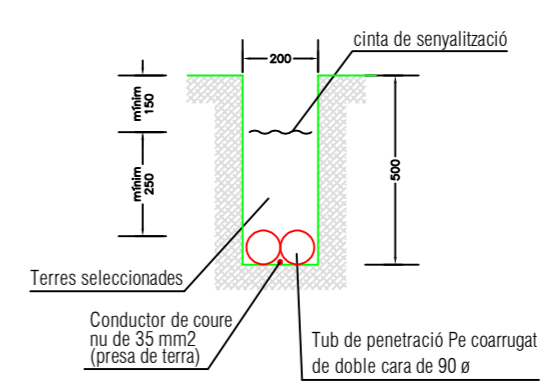 cinta de senyalització
200
mínim
150
mínim
250
500
Terres seleccionades
Conductor de coure
nu de 35 mm2
(presa de terra)
Tub de penetració Pe coarrugat
de doble cara de 90 ø